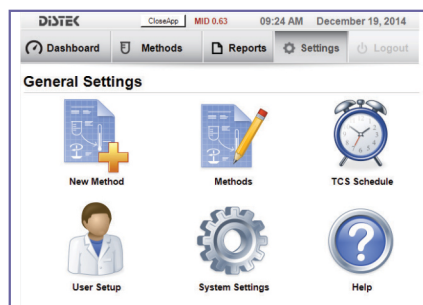 DiSTEK CloseApp MID 0.63 09:24 AM December 19, 2014
Dashboard Methods Reports Settings Logout
General Settings
New Method Methods TCS Schedule
User Setup System Settings Help